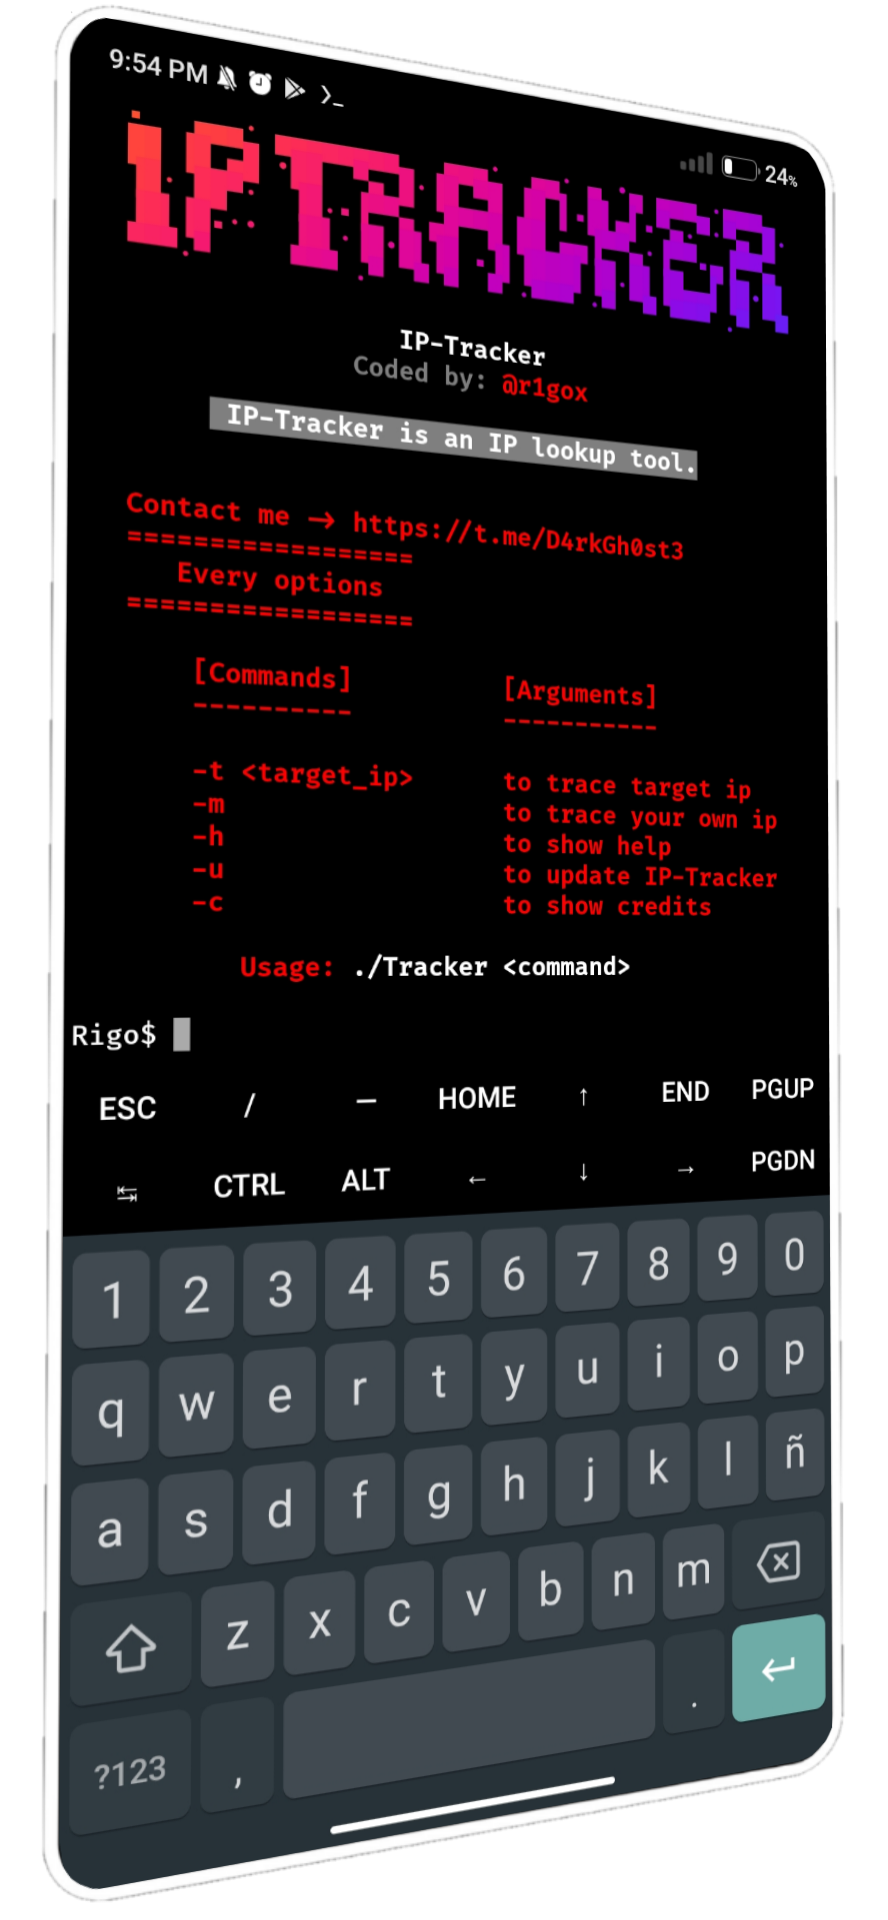 9:54 PM
24%
IPTRACKER
IP-Tracker
Coded by: @r1gox
IP-Tracker is an IP lookup tool.
Contact me → https://t.me/D4rkGh0st3
==================
Every options
==================
[Commands] [Arguments]
---------- -----------
-t <target_ip> to trace target ip
-m to trace your own ip
-h to show help
-u to update IP-Tracker
-c to show credits
Usage: ./Tracker <command>
Rigo$
ESC / — HOME ↑ END PGUP
↹ CTRL ALT ← ↓ → PGDN
1 2 3 4 5 6 7 8 9 0
q w e r t y u i o p
a s d f g h j k l ñ
z x c v b n m
?123 , .